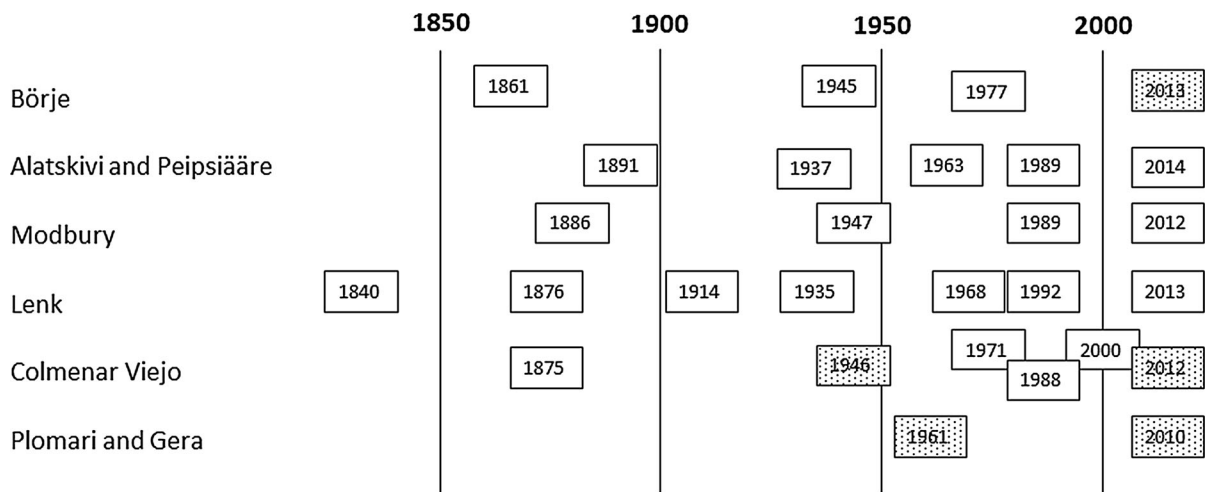 1850 1900 1950 2000
Börje 1861 1945 1977 2013
Alatskivi and Peipsiääre 1891 1937 1963 1989 2014
Modbury 1886 1947 1989 2012
Lenk 1840 1876 1914 1935 1968 1992 2013
Colmenar Viejo 1875 1946 1971 1988 2000 2012
Plomari and Gera 1961 2010